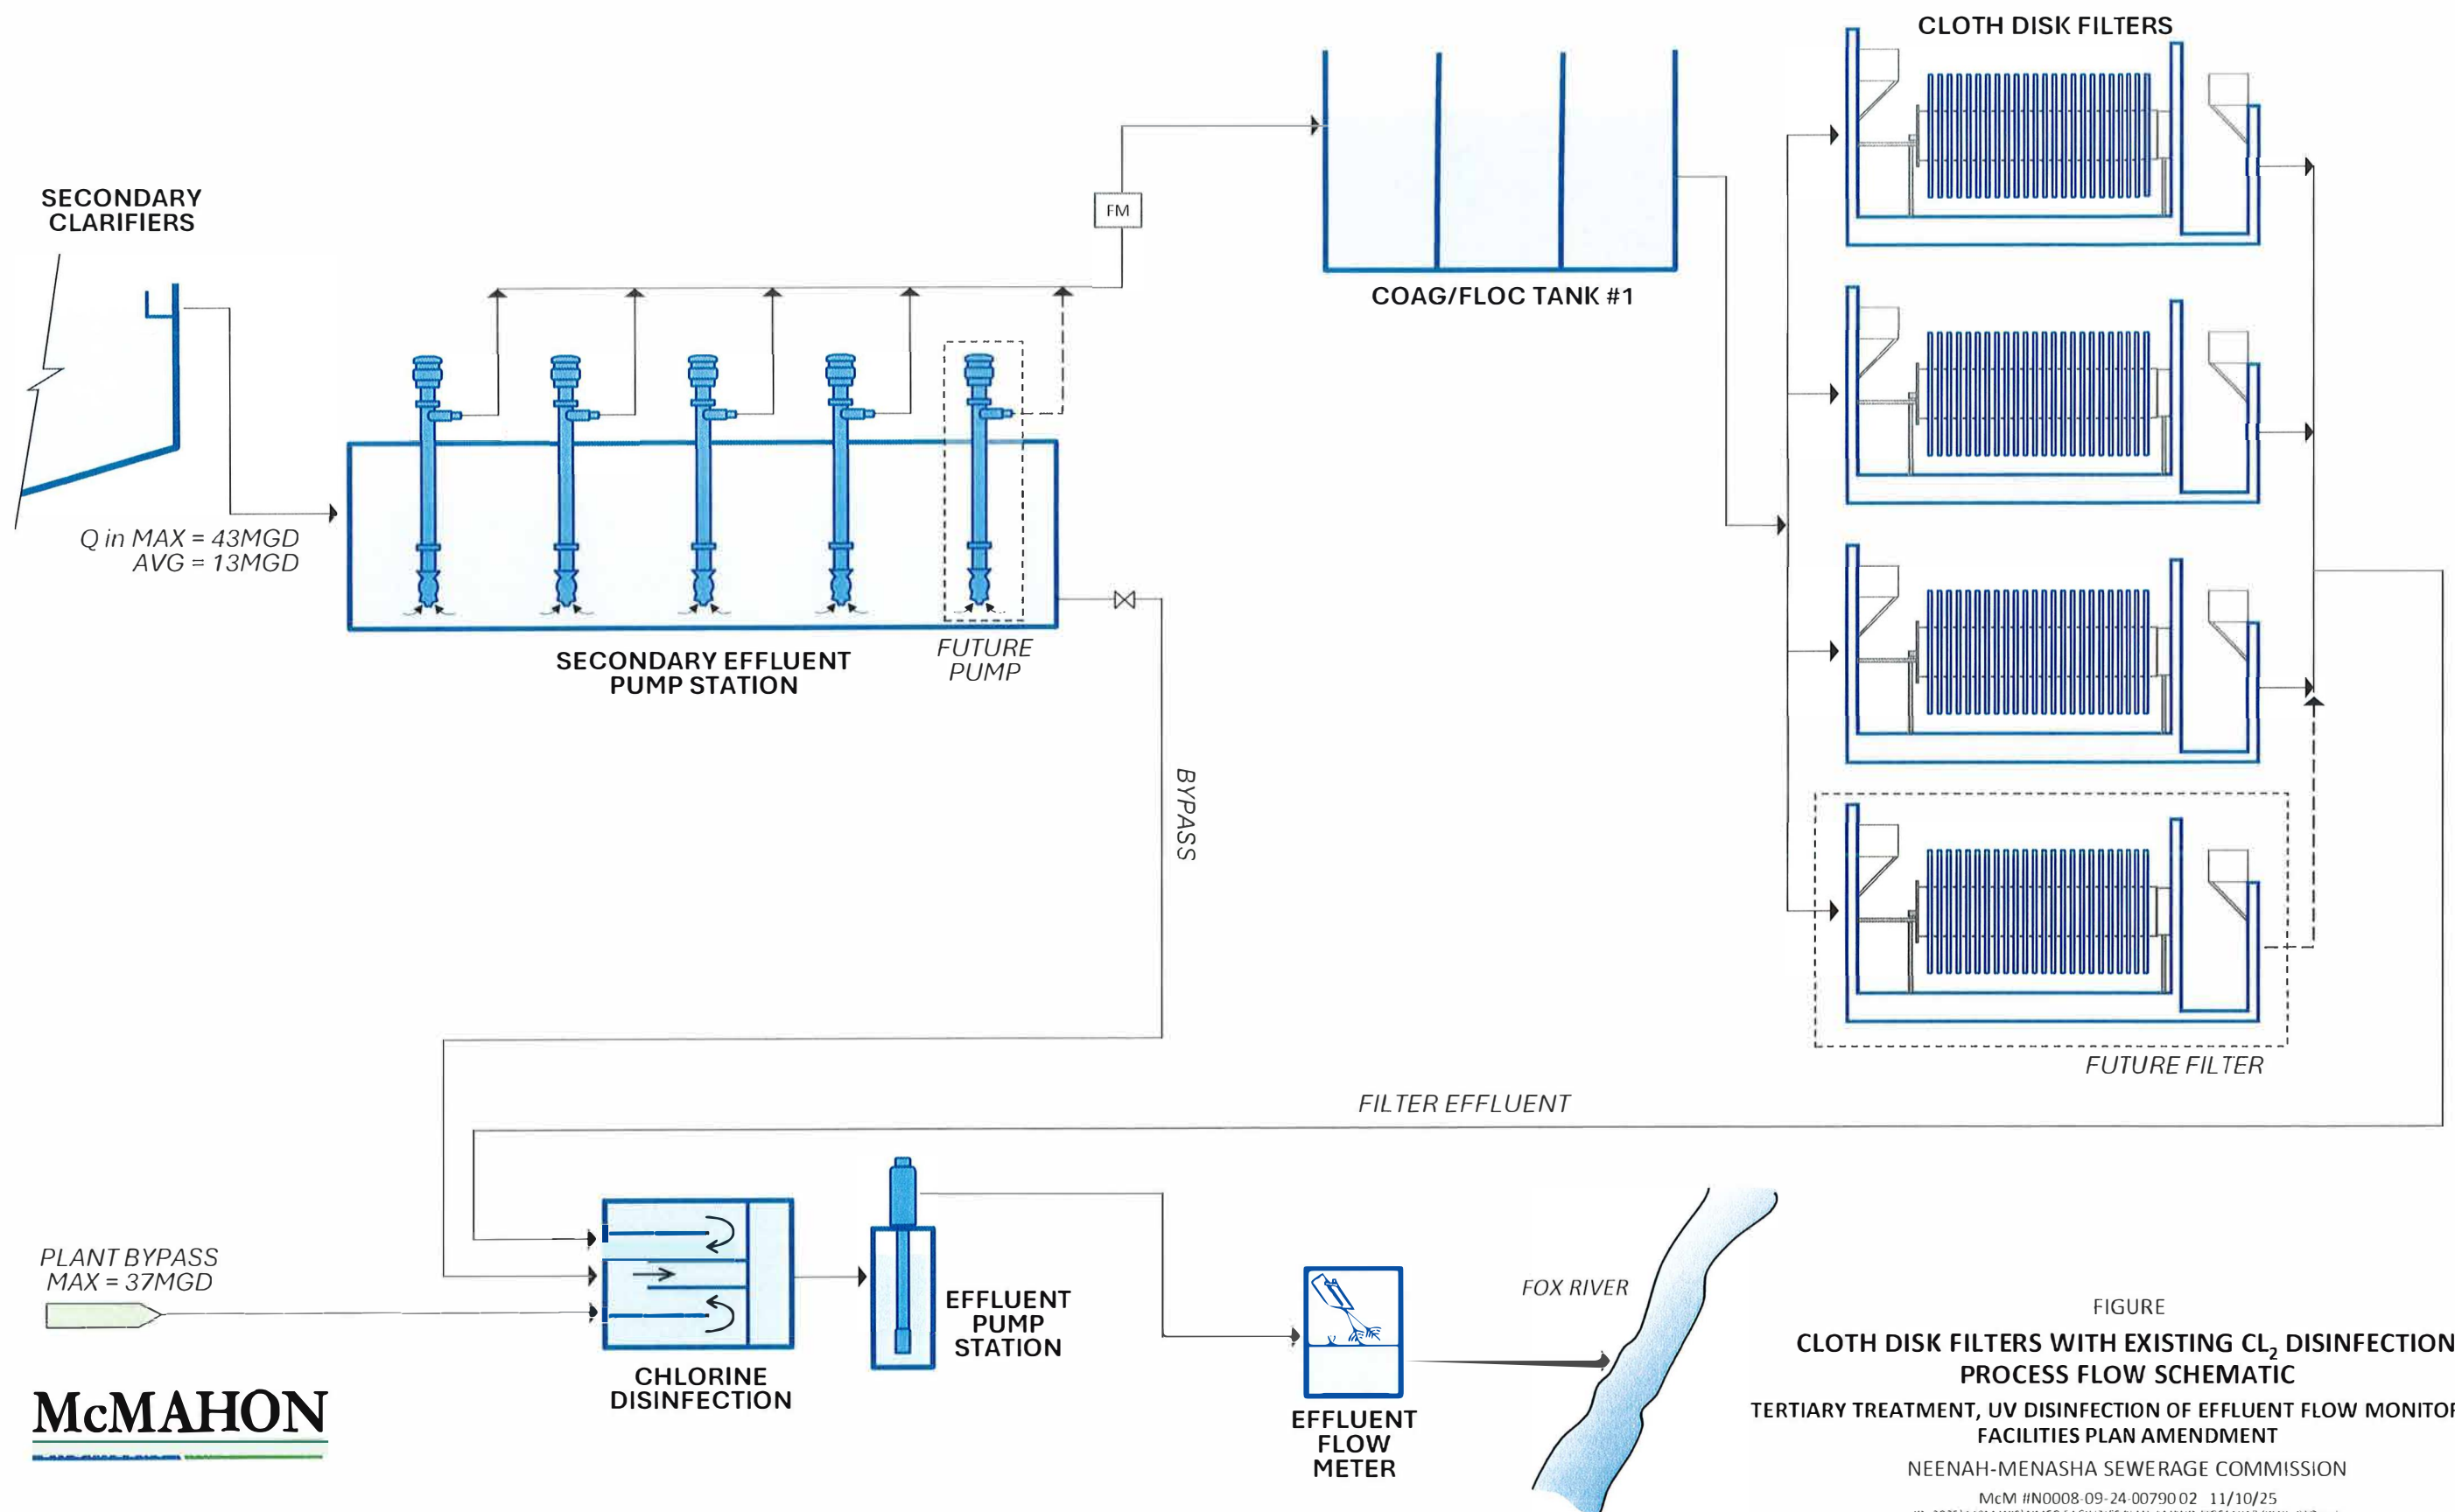 CLOTH DISK FILTERS
SECONDARY
CLARIFIERS
FM
COAG/FLOC TANK #1
Q in MAX = 43MGD
AVG = 13MGD
SECONDARY EFFLUENT
PUMP STATION
FUTURE
PUMP
BYPASS
FUTURE FILTER
FILTER EFFLUENT
PLANT BYPASS
MAX = 37MGD
CHLORINE
DISINFECTION
EFFLUENT
PUMP
STATION
EFFLUENT
FLOW
METER
FOX RIVER
McMAHON
FIGURE
CLOTH DISK FILTERS WITH EXISTING CL₂ DISINFECTION
PROCESS FLOW SCHEMATIC
TERTIARY TREATMENT, UV DISINFECTION OF EFFLUENT FLOW MONITOR
FACILITIES PLAN AMENDMENT
NEENAH-MENASHA SEWERAGE COMMISSION
McM #N0008-09-24-00790 02 11/10/25